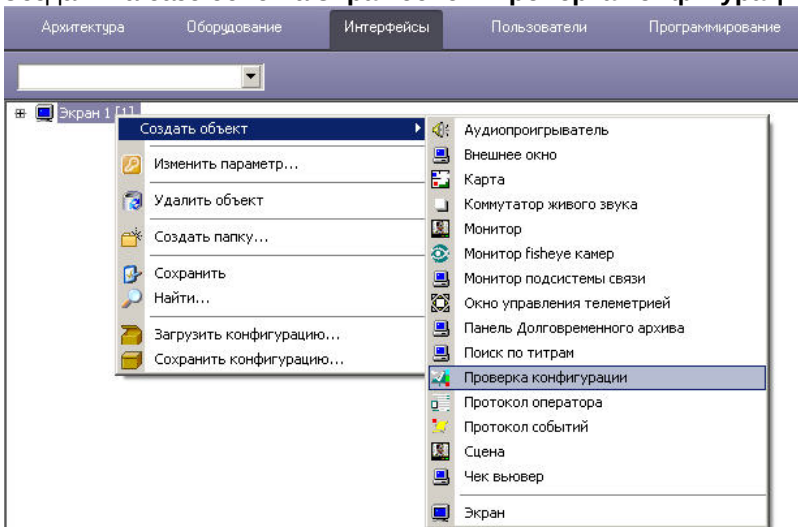 Архитектура Оборудование Интерфейсы Пользователи Программирование
Экран 1 [1]
Создать объект
Изменить параметр...
Удалить объект
Создать папку...
Сохранить
Найти...
Загрузить конфигурацию...
Сохранить конфигурацию...
Аудиопроигрыватель
Внешнее окно
Карта
Коммутатор живого звука
Монитор
Монитор fisheye камер
Монитор подсистемы связи
Окно управления телеметрией
Панель Долговременного архива
Поиск по титрам
Проверка конфигурации
Протокол оператора
Протокол событий
Сцена
Чек вьювер
Экран